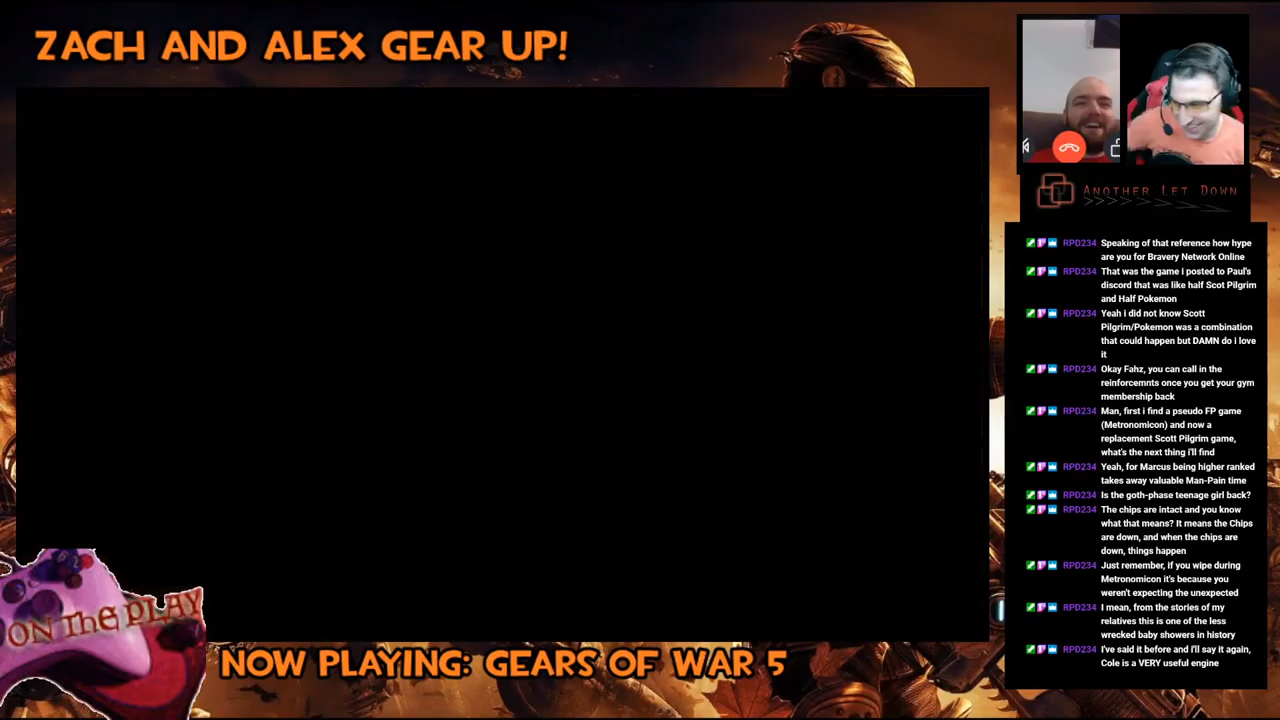 ZACH AND ALEX GEAR UP!
ANOTHER LET DOWN
RPD234 Speaking of that reference how hype
are you for Bravery Network Online
RPD234 That was the game i posted to Paul's
discord that was like half Scot Pilgrim
and Half Pokemon
RPD234 Yeah i did not know Scott
Pilgrim/Pokemon was a combination
that could happen but DAMN do i love
it
RPD234 Okay Fahz, you can call in the
reinforcemnts once you get your gym
membership back
RPD234 Man, first i find a pseudo FP game
(Metronomicon) and now a
replacement Scott Pilgrim game,
what's the next thing i'll find
RPD234 Yeah, for Marcus being higher ranked
takes away valuable Man-Pain time
RPD234 Is the goth-phase teenage girl back?
RPD234 The chips are intact and you know
what that means? It means the Chips
are down, and when the chips are
down, things happen
RPD234 Just remember, if you wipe during
Metronomicon it's because you
weren't expecting the unexpected
RPD234 I mean, from the stories of my
relatives this is one of the less
wrecked baby showers in history
RPD234 I've said it before and i'll say it again,
Cole is a VERY useful engine
ON THE PLAY
NOW PLAYING: GEARS OF WAR 5